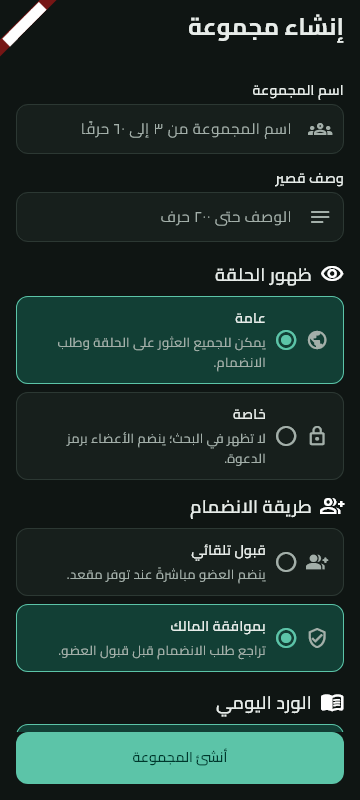 إنشاء مجموعة
اسم المجموعة
اسم المجموعة من ٣ إلى ٦٠ حرفًا
وصف قصير
الوصف حتى ٢٠٠ حرف
ظهور الحلقة
عامة
يمكن للجميع العثور على الحلقة وطلب
الانضمام.
خاصة
لا تظهر في البحث؛ ينضم الأعضاء برمز
الدعوة.
طريقة الانضمام
قبول تلقائي
ينضم العضو مباشرةً عند توفر مقعد.
بموافقة المالك
تراجع طلب الانضمام قبل قبول العضو.
الورد اليومي
أنشئ المجموعة